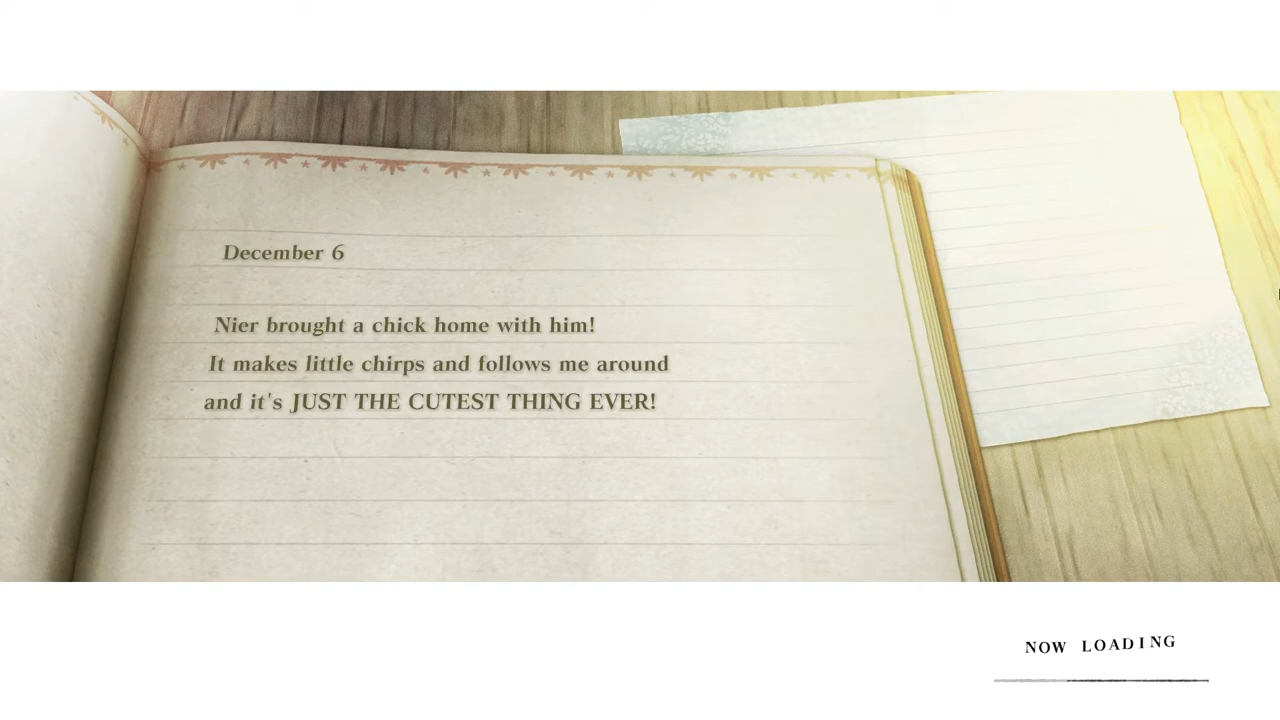 December 6
Nier brought a chick home with him!
It makes little chirps and follows me around
and it's JUST THE CUTEST THING EVER!
NOW LOADING